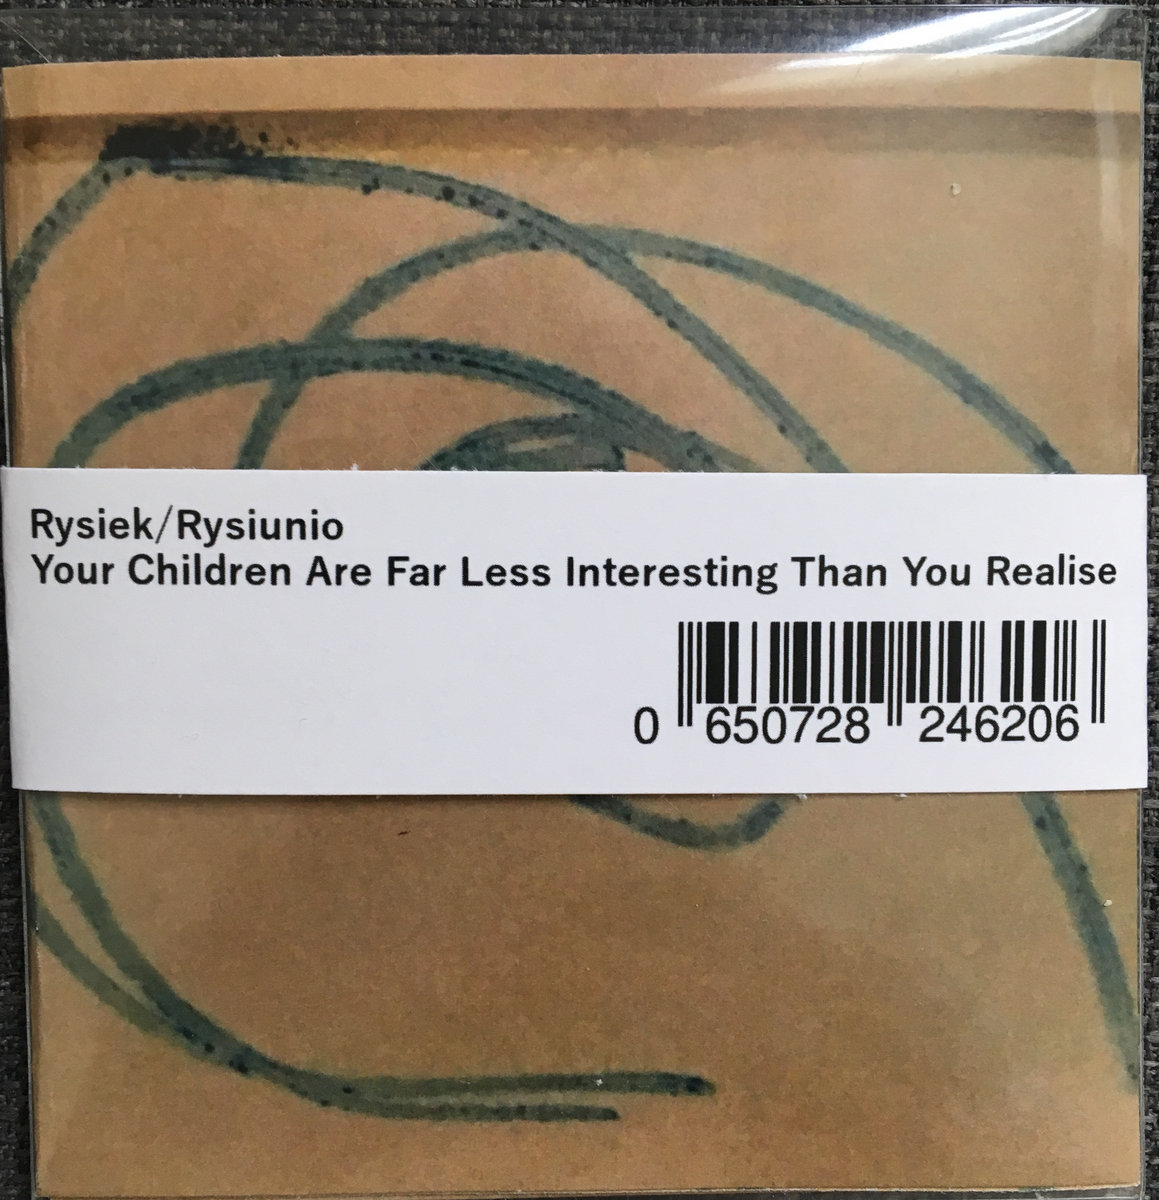 Rysiek/Rysiunio
Your Children Are Far Less Interesting Than You Realise
0 650728 246206